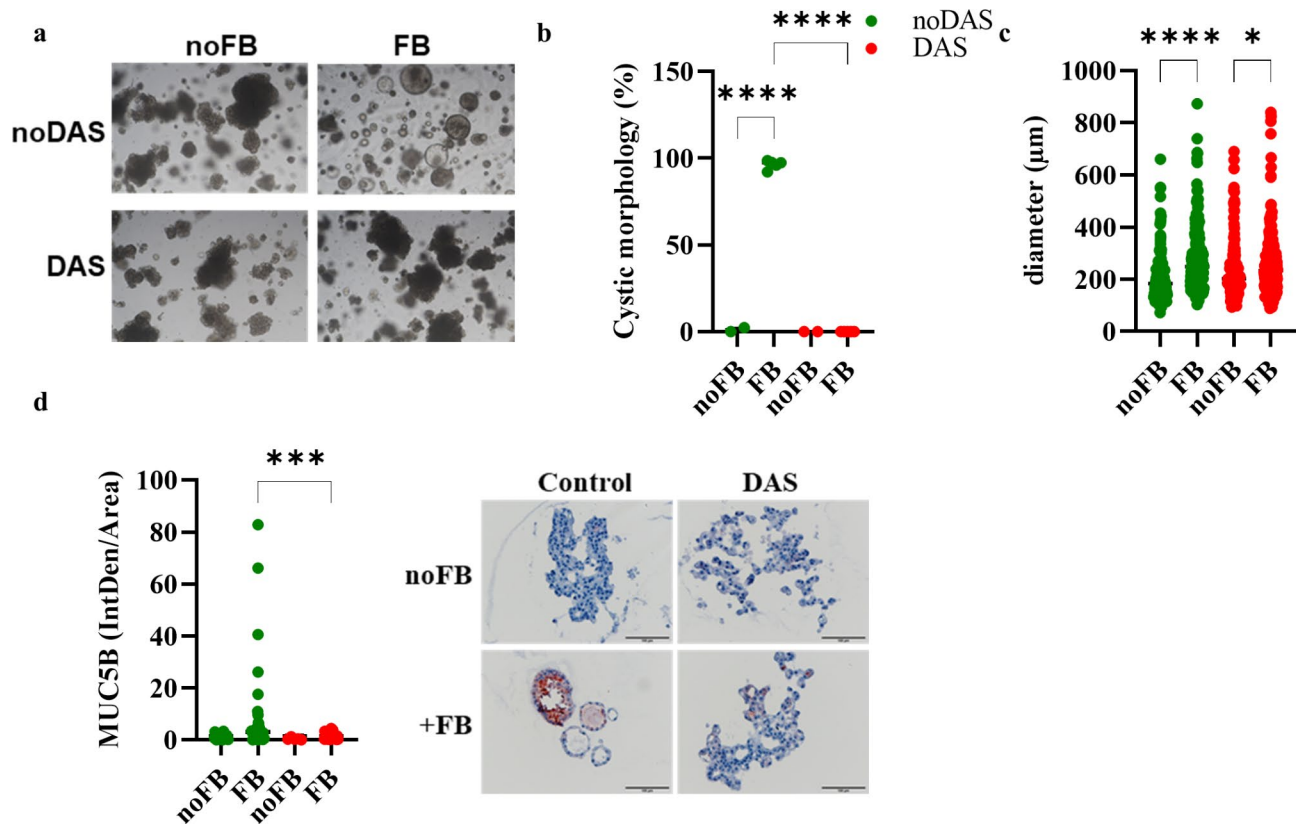 a
noFB FB
noDAS
DAS
b
**** noDAS
DAS
****
Cystic morphology (%)
150
100
50
0
noFB FB noFB FB
c
**** *
diameter (μm)
1000
800
600
400
200
0
noFB FB noFB FB
d
***
MUC5B (IntDen/Area)
100
80
60
40
20
0
noFB FB noFB FB
Control DAS
noFB
+FB